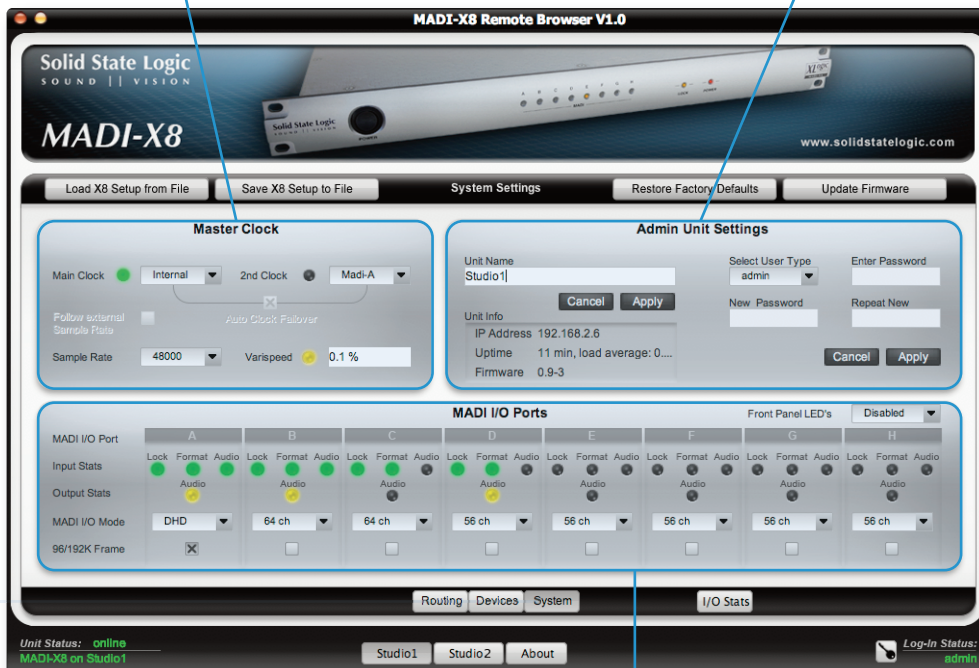 MADI-X8 Remote Browser V1.0
Solid State Logic
SOUND || VISION
MADI-X8
Solid State Logic
POWER
A B C D E F G H
MADI
LOCK POWER
XLogic
www.solidstatelogic.com
Load X8 Setup from File Save X8 Setup to File System Settings Restore Factory Defaults Update Firmware
Master Clock
Main Clock Internal 2nd Clock Madi-A
Follow external
Sample Rate
Auto Clock Failover
Sample Rate 48000 Varispeed 0.1 %
Admin Unit Settings
Unit Name
Studio1
Cancel Apply
Unit Info
IP Address 192.168.2.6
Uptime 11 min, load average: 0....
Firmware 0.9-3
Select User Type Enter Password
admin
New Password Repeat New
Cancel Apply
MADI I/O Ports
Front Panel LED's Disabled
MADI I/O Port A B C D E F G H
Lock Format Audio Lock Format Audio Lock Format Audio Lock Format Audio Lock Format Audio Lock Format Audio Lock Format Audio Lock Format Audio
Input Stats
Audio Audio Audio Audio Audio Audio Audio Audio
Output Stats
MADI I/O Mode DHD 64 ch 64 ch 56 ch 56 ch 56 ch 56 ch 56 ch
96/192K Frame
Routing Devices System I/O Stats
Unit Status: online
MADI-X8 on Studio1
Studio1 Studio2 About
Log-In Status:
admin